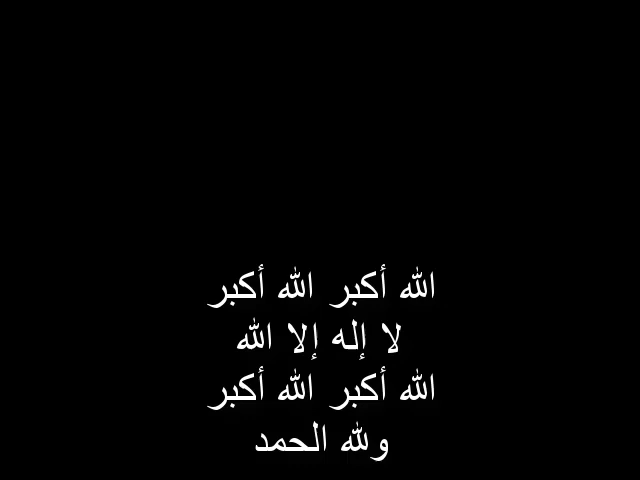 الله أكبر الله أكبر
لا إله إلا الله
الله أكبر الله أكبر
ولله الحمد